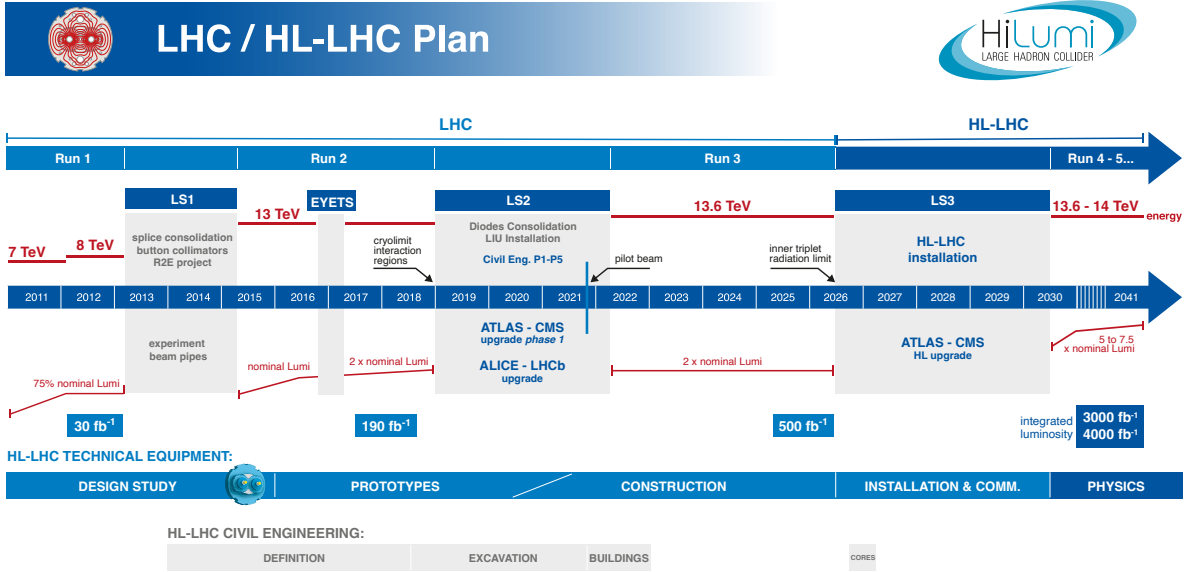 LHC / HL-LHC Plan
HiLumi
LARGE HADRON COLLIDER
LHC
HL-LHC
Run 1
Run 2
Run 3
Run 4 - 5...
LS1
EYETS
LS2
LS3
13 TeV
13.6 TeV
13.6 - 14 TeV
energy
7 TeV
8 TeV
splice consolidation
button collimators
R2E project
cryolimit
interaction
regions
Diodes Consolidation
LIU Installation
Civil Eng. P1-P5
pilot beam
inner triplet
radiation limit
HL-LHC
installation
2011
2012
2013
2014
2015
2016
2017
2018
2019
2020
2021
2022
2023
2024
2025
2026
2027
2028
2029
2030
2041
experiment
beam pipes
75% nominal Lumi
nominal Lumi
2 x nominal Lumi
ATLAS - CMS
upgrade phase 1
ALICE - LHCb
upgrade
2 x nominal Lumi
ATLAS - CMS
HL upgrade
5 to 7.5
x nominal Lumi
30 fb⁻¹
190 fb⁻¹
500 fb⁻¹
integrated
luminosity
3000 fb⁻¹
4000 fb⁻¹
HL-LHC TECHNICAL EQUIPMENT:
DESIGN STUDY
PROTOTYPES
CONSTRUCTION
INSTALLATION & COMM.
PHYSICS
HL-LHC CIVIL ENGINEERING:
DEFINITION
EXCAVATION
BUILDINGS
CORES